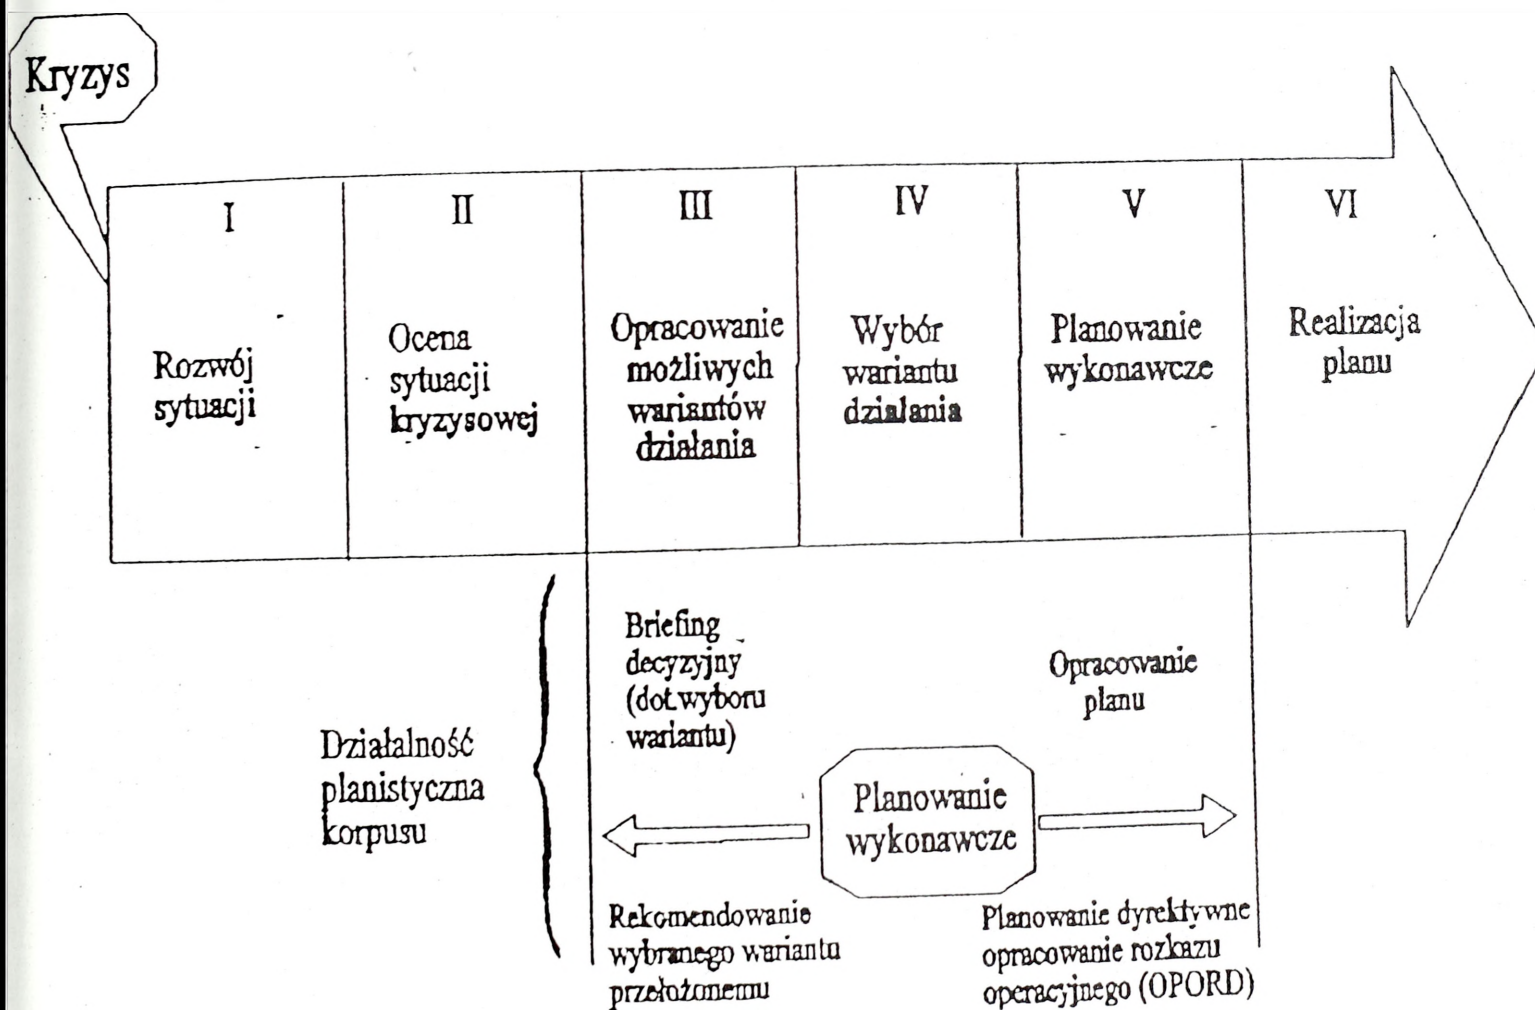 Kryzys
I
Rozwój
sytuacji
II
Ocena
sytuacji
kryzysowej
III
Opracowanie
możliwych
wariantów
działania
IV
Wybór
wariantu
działania
V
Planowanie
wykonawcze
VI
Realizacja
planu
Działalność
planistyczna
korpusu
Briefing
decyzyjny
(dot.wyboru
wariantu)
Opracowanie
planu
Planowanie
wykonawcze
Rekomendowanie
wybranego wariantu
przełożonemu
Planowanie dyrektywne
opracowanie rozkazu
operacyjnego (OPORD)